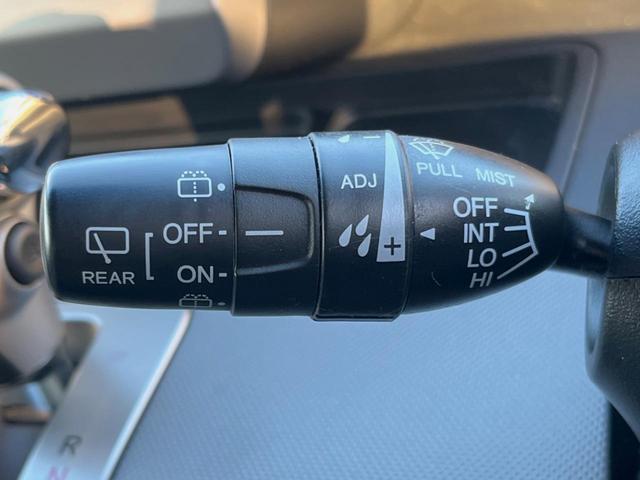 REAR
OFF
ON
ADJ
+
PULL MIST
OFF
INT
LO
HI
R
N